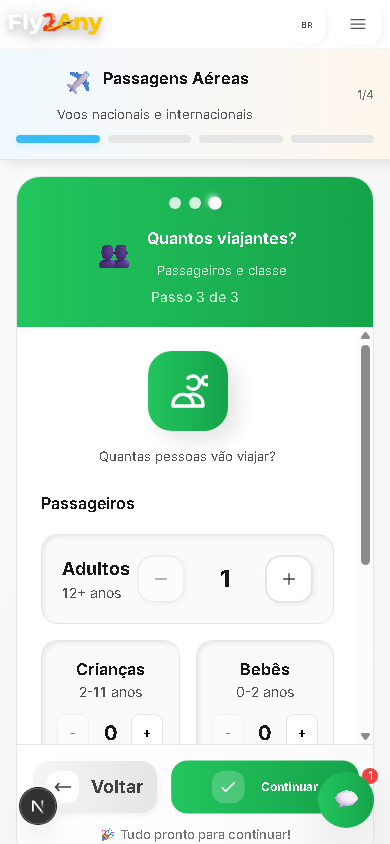 Fly2Any
BR
Passagens Aéreas
Voos nacionais e internacionais
1/4
Quantos viajantes?
Passageiros e classe
Passo 3 de 3
Quantas pessoas vão viajar?
Passageiros
Adultos
12+ anos
− 1 +
Crianças
2-11 anos
- 0 +
Bebês
0-2 anos
- 0 +
← Voltar
Continuar
1
N
Tudo pronto para continuar!